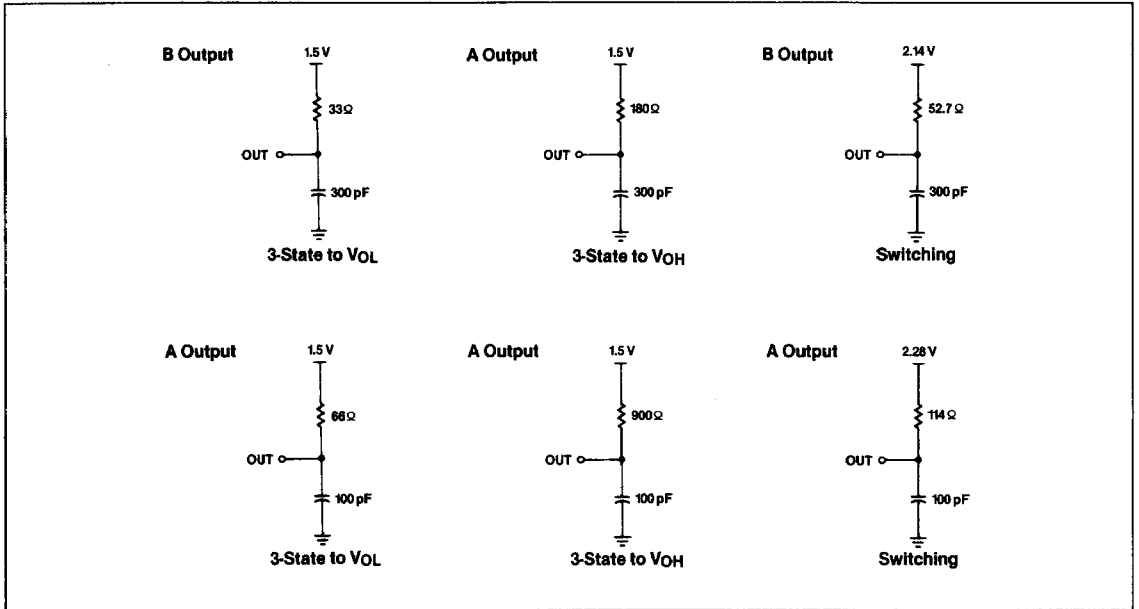 B Output 1.5 V A Output 1.5 V B Output 2.14 V
33Ω 180Ω 52.7 Ω
OUT OUT OUT
300 pF 300 pF 300 pF
3-State to VOL 3-State to VOH Switching
A Output 1.5 V A Output 1.5 V A Output 2.28 V
66Ω 900Ω 114Ω
OUT OUT OUT
100 pF 100 pF 100 pF
3-State to VOL 3-State to VOH Switching